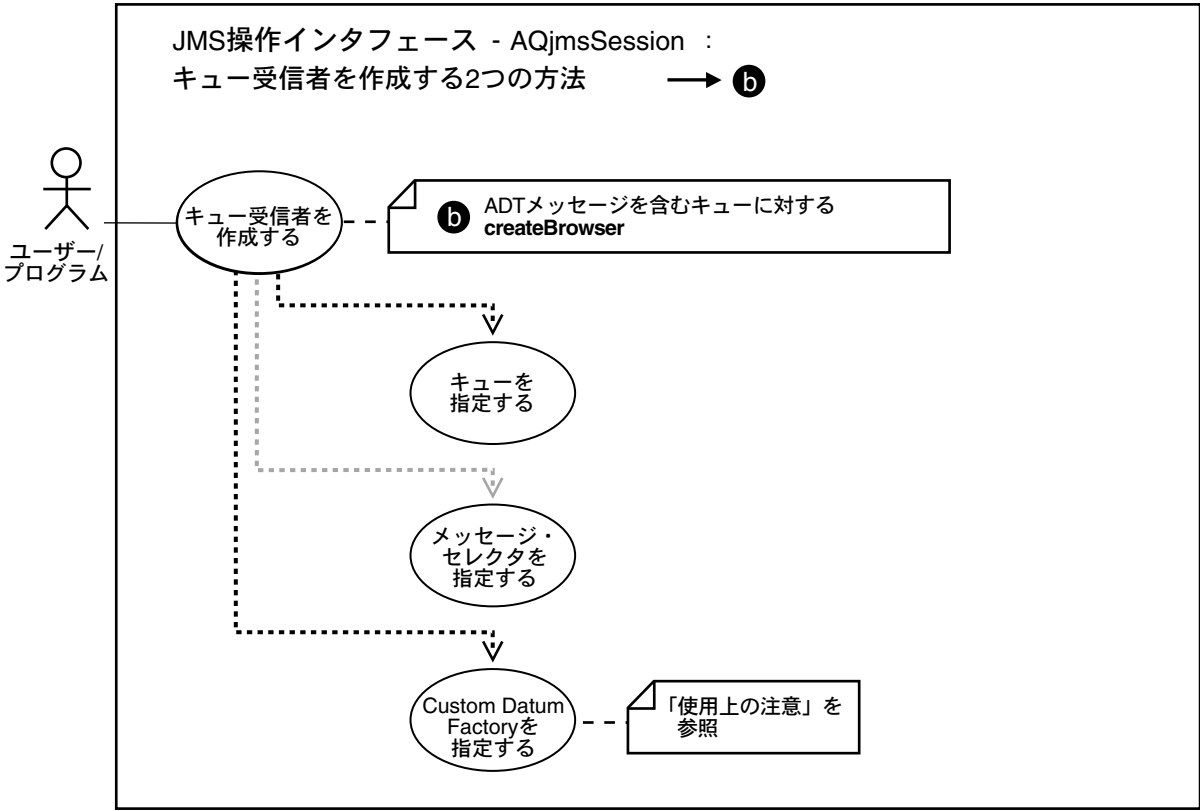 JMS操作インタフェース - AQjmsSession :
キュー受信者を作成する2つの方法 → b
ユーザー/
プログラム
キュー受信者を
作成する
b ADTメッセージを含むキューに対する
createBrowser
キューを
指定する
メッセージ・
セレクタを
指定する
Custom Datum
Factoryを
指定する
「使用上の注意」を
参照